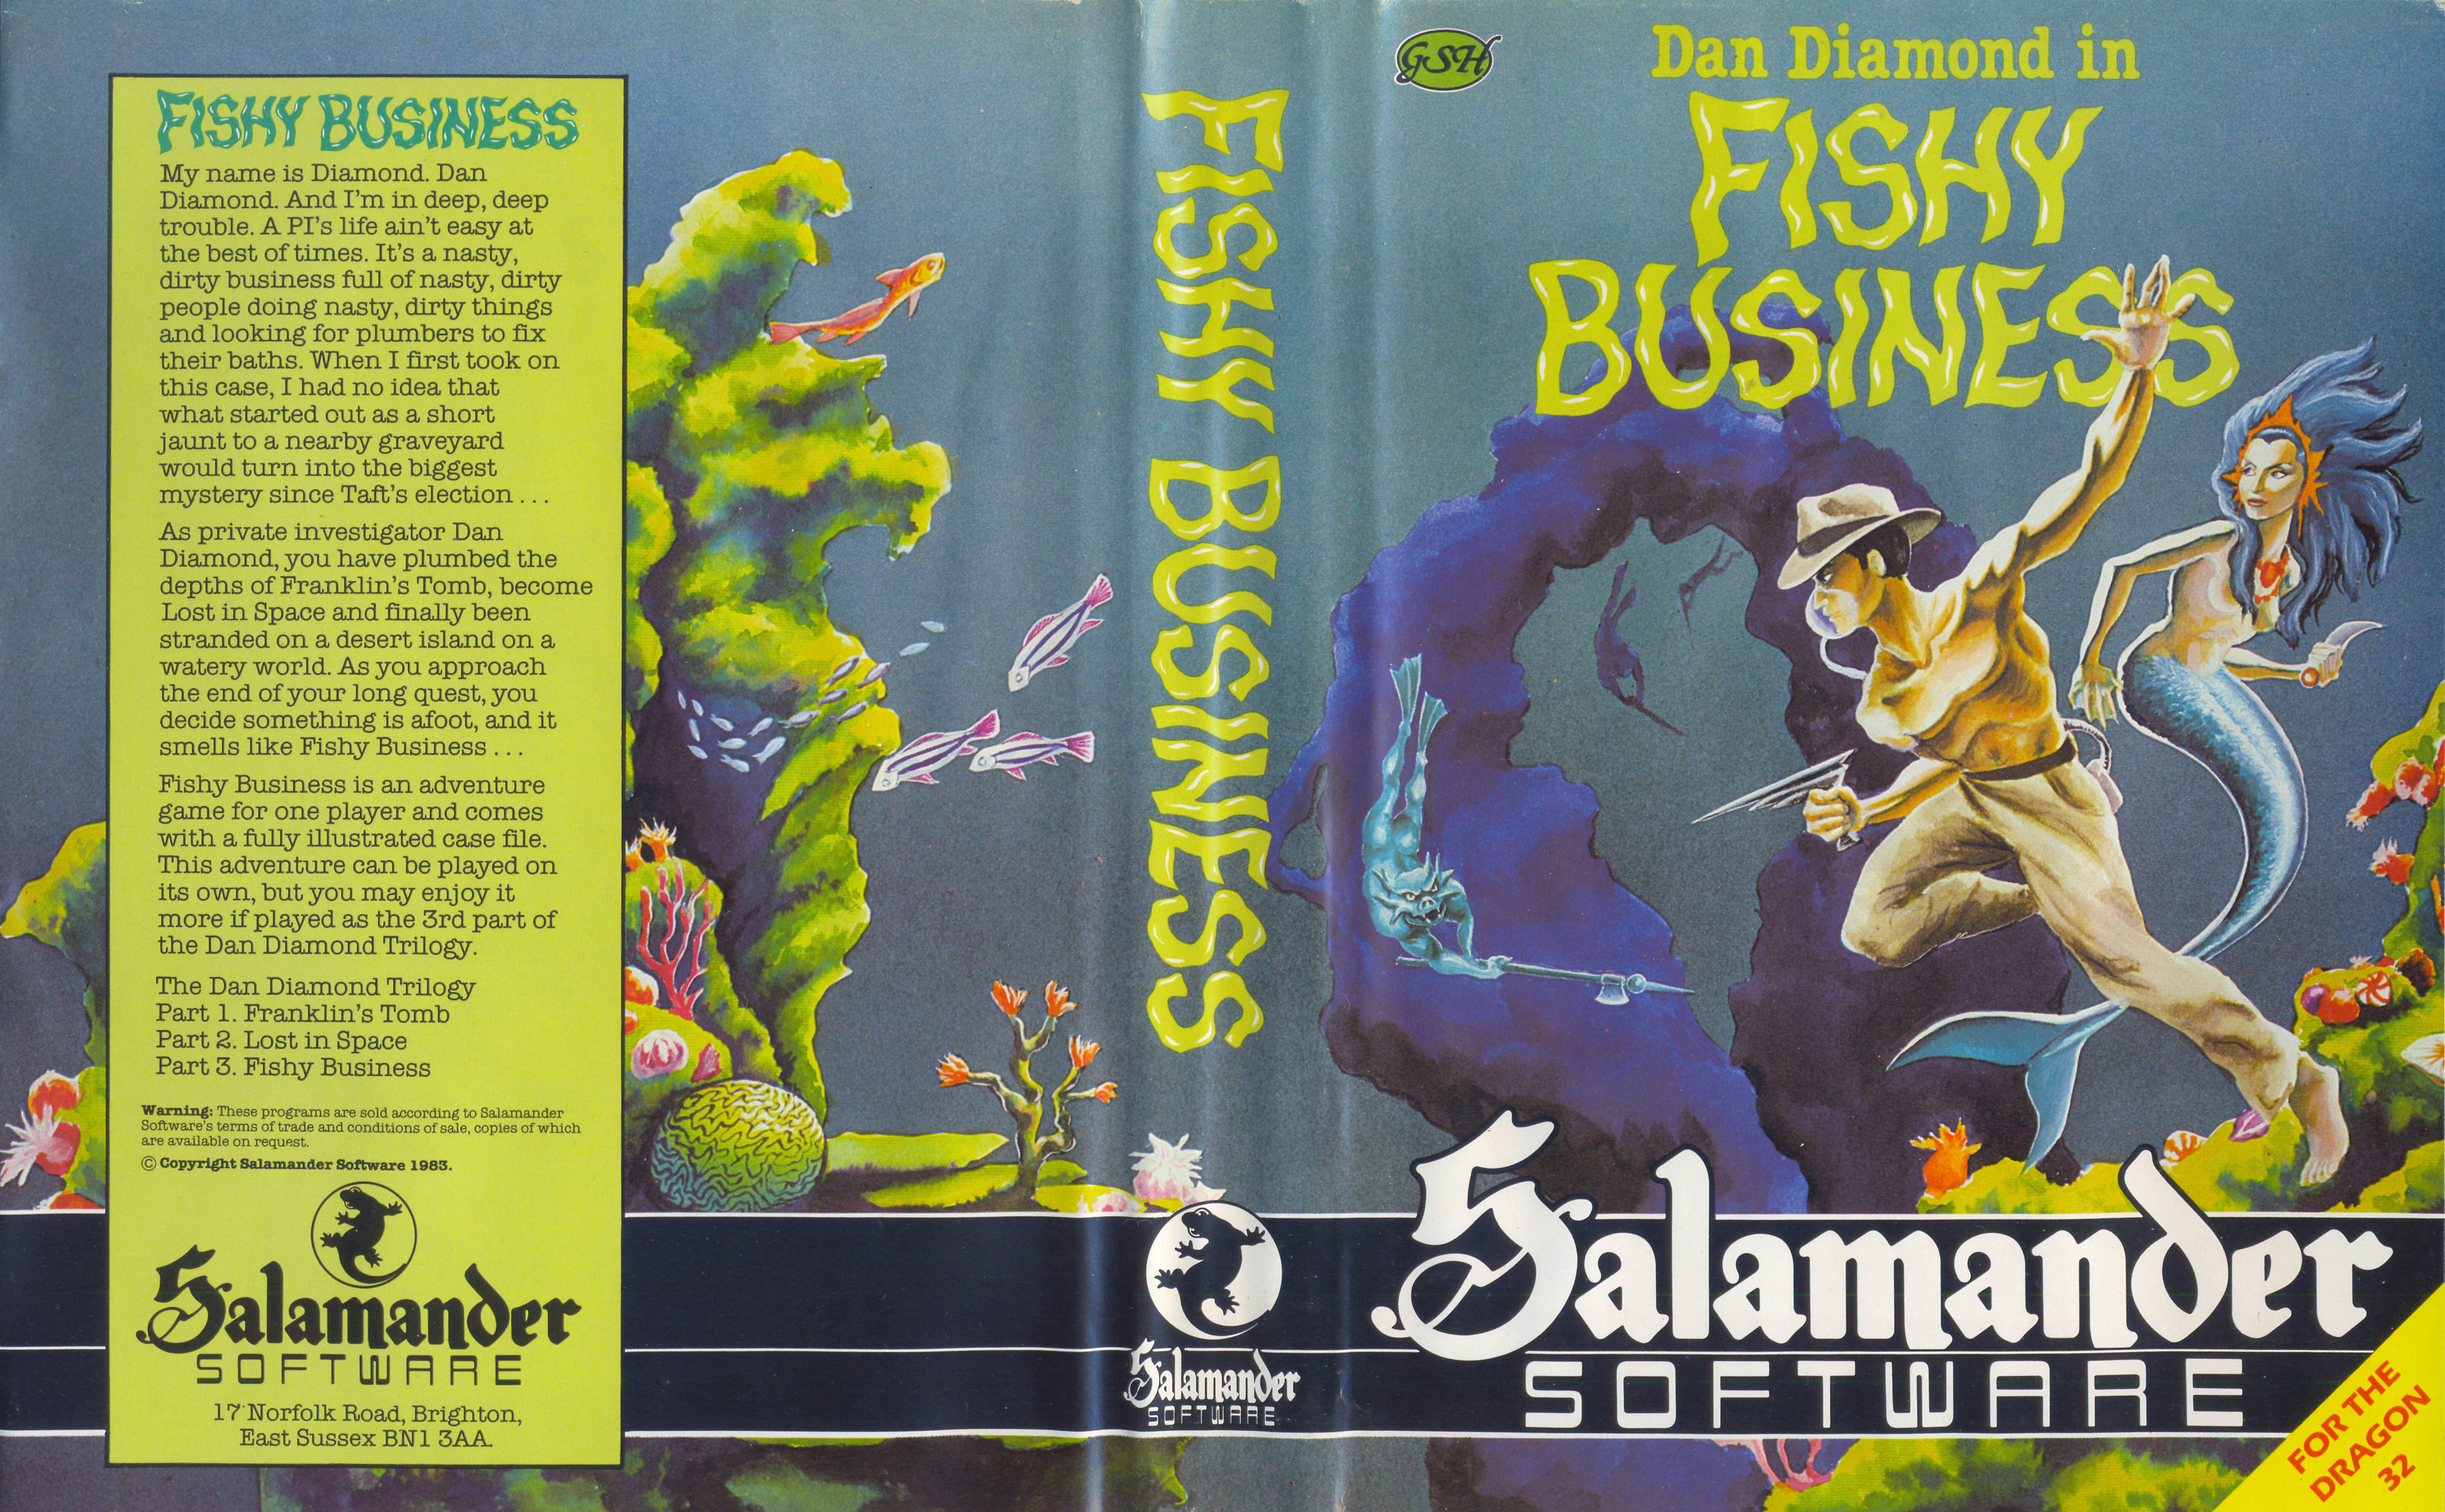 FISHY BUSINESS
My name is Diamond. Dan
Diamond. And I'm in deep, deep
trouble. A PI's life ain't easy at
the best of times. It's a nasty,
dirty business full of nasty, dirty
people doing nasty, dirty things
and looking for plumbers to fix
their baths. When I first took on
this case, I had no idea that
what started out as a short
jaunt to a nearby graveyard
would turn into the biggest
mystery since Taft's election . . .
As private investigator Dan
Diamond, you have plumbed the
depths of Franklin's Tomb, become
Lost in Space and finally been
stranded on a desert island on a
watery world. As you approach
the end of your long quest, you
decide something is afoot, and it
smells like Fishy Business . . .
Fishy Business is an adventure
game for one player and comes
with a fully illustrated case file.
This adventure can be played on
its own, but you may enjoy it
more if played as the 3rd part of
the Dan Diamond Trilogy.
The Dan Diamond Trilogy
Part 1. Franklin's Tomb
Part 2. Lost in Space
Part 3. Fishy Business
Warning: These programs are sold according to Salamander
Software's terms of trade and conditions of sale, copies of which
are available on request.
© Copyright Salamander Software 1983.
Salamander
SOFTWARE
17 Norfolk Road, Brighton,
East Sussex BN1 3AA.
FISHY BUSINESS
Salamander
SOFTWARE
GSH
Dan Diamond in
FISHY
BUSINESS
Salamander
SOFTWARE
FOR THE
DRAGON
32